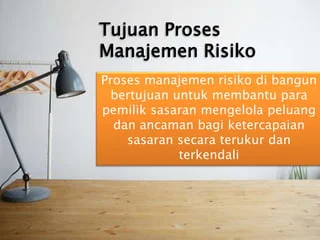 Tujuan Proses
Manajemen Risiko
Proses manajemen risiko di bangun
bertujuan untuk membantu para
pemilik sasaran mengelola peluang
dan ancaman bagi ketercapaian
sasaran secara terukur dan
terkendali